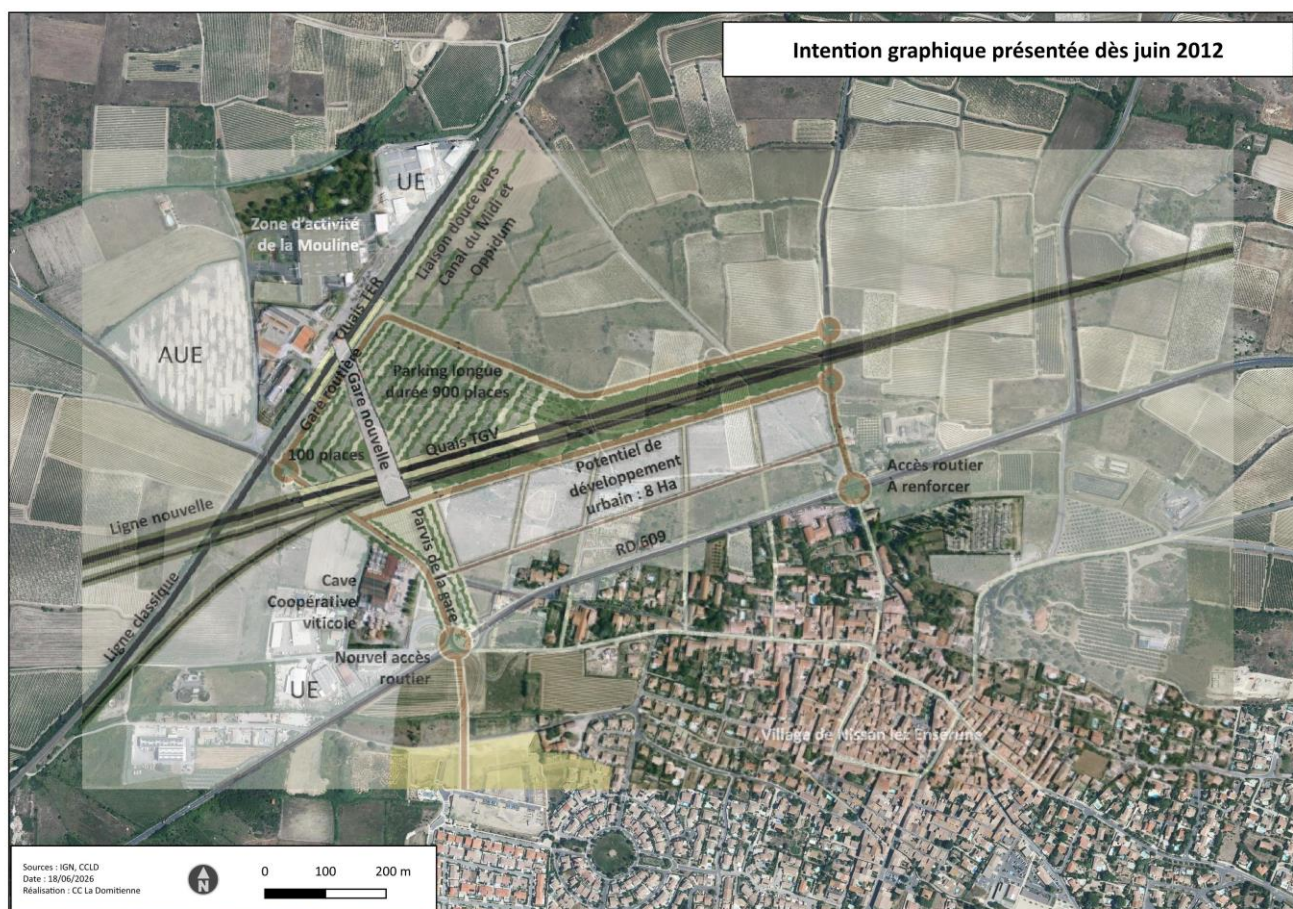 Intention graphique présentée dès juin 2012
UE
Zone d'activité
de la Mouline
Liaison douce vers
Canal du Midi et
Oppidum
Quais TER
AUE
Gare routière
Gare nouvelle
Parking longue
durée 900 places
100 places
Quais TGV
Potentiel de
développement
urbain : 8 Ha
Accès routier
À renforcer
Ligne nouvelle
RD 609
Parvis de la gare
Cave
Coopérative
viticole
Ligne classique
Nouvel accès
routier
UE
Village de Nissan lez Enserune
Sources : IGN, CCLD
Date : 18/06/2026
Réalisation : CC La Domitienne
N
0 100 200 m